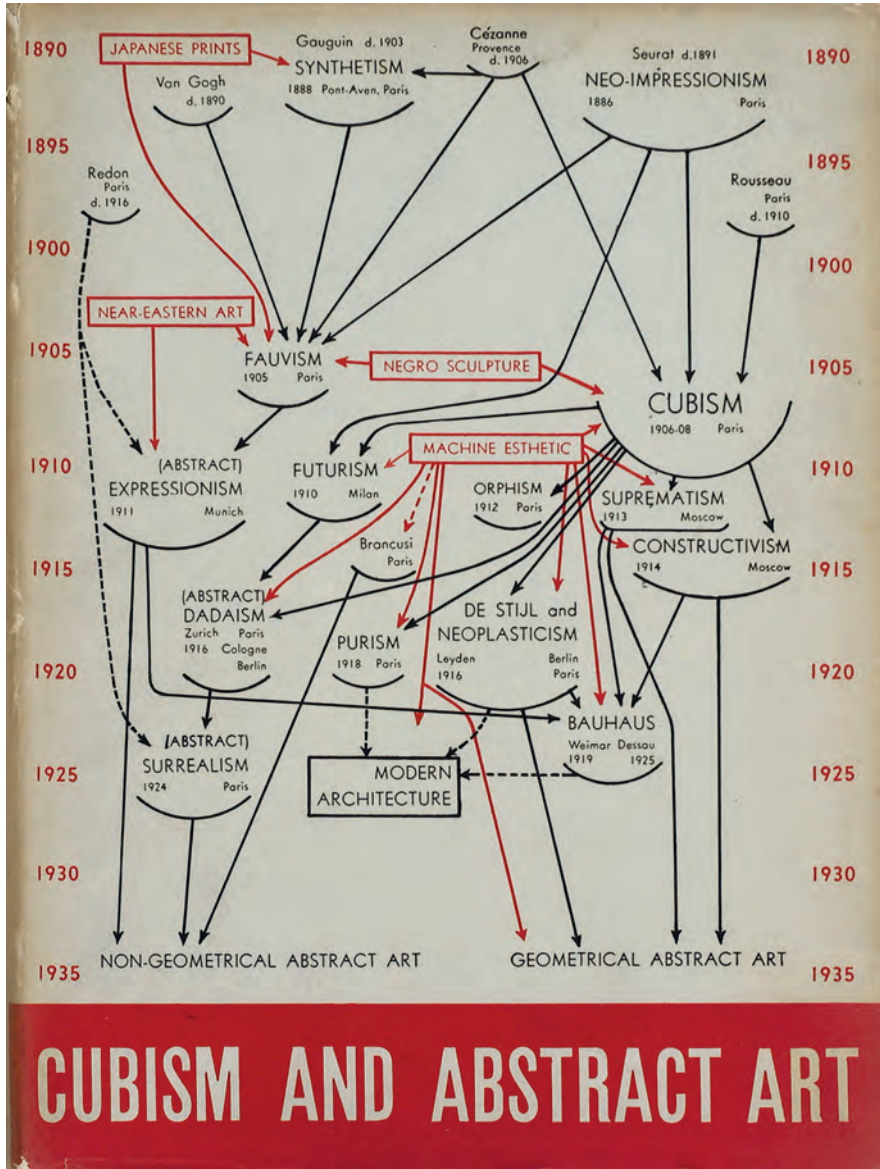 1890
JAPANESE PRINTS
Gauguin d. 1903
SYNTHETISM
1888 Pont-Aven, Paris
Cézanne
Provence
d. 1906
Seurat d.1891
NEO-IMPRESSIONISM
1886 Paris
1890
Van Gogh
d. 1890
1895
1895
Redon
Paris
d. 1916
Rousseau
Paris
d. 1910
1900
1900
NEAR-EASTERN ART
1905
FAUVISM
1905 Paris
NEGRO SCULPTURE
1905
CUBISM
1906-08 Paris
1910
(ABSTRACT)
EXPRESSIONISM
1911 Munich
FUTURISM
1910 Milan
MACHINE ESTHETIC
ORPHISM
1912 Paris
SUPREMATISM
1913 Moscow
1910
Brancusi
Paris
CONSTRUCTIVISM
1914 Moscow
1915
1915
(ABSTRACT)
DADAISM
Zurich Paris
1916 Cologne
Berlin
PURISM
1918 Paris
DE STIJL and
NEOPLASTICISM
Leyden Berlin
1916 Paris
1920
1920
BAUHAUS
Weimar Dessau
1919 1925
(ABSTRACT)
SURREALISM
1924 Paris
MODERN
ARCHITECTURE
1925
1925
1930
1930
NON-GEOMETRICAL ABSTRACT ART
GEOMETRICAL ABSTRACT ART
1935
1935
CUBISM AND ABSTRACT ART